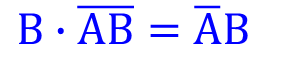 B · A̅B̅ = A̅B